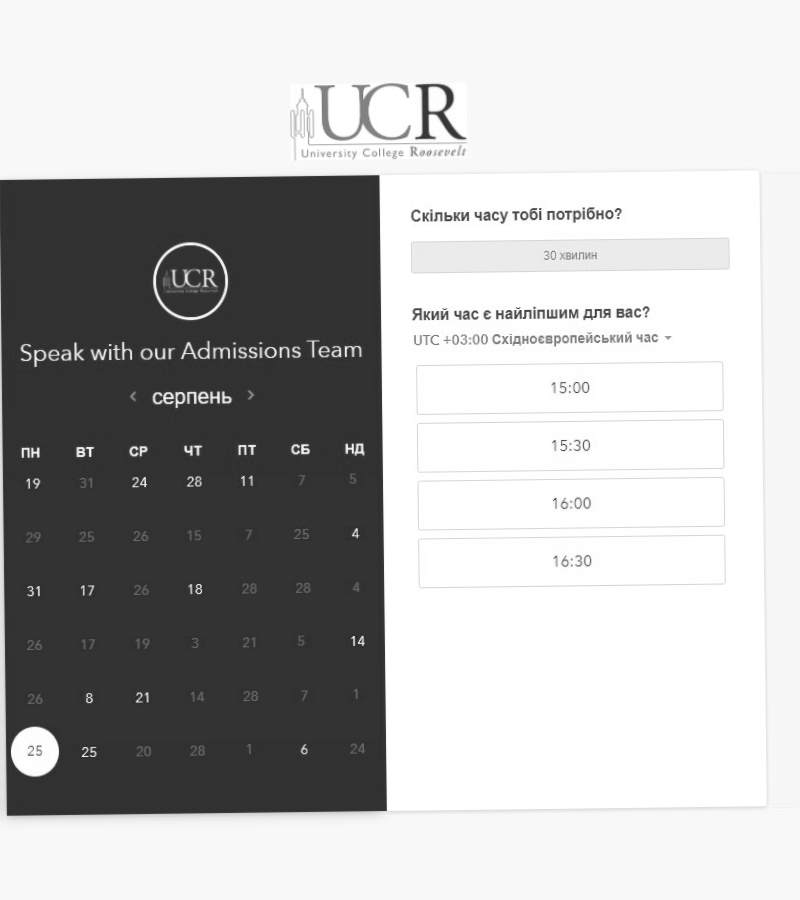 UCR
University College Roosevelt
UCR
University College Roosevelt
Speak with our Admissions Team
серпень
ПН ВТ СР ЧТ ПТ СБ НД
19 31 24 28 11 7 5
29 25 26 15 7 25 4
31 17 26 18 28 28 4
26 17 19 3 21 5 14
26 8 21 14 28 7 1
25 25 20 28 1 6 24
Скільки часу тобі потрібно?
30 хвилин
Який час є найліпшим для вас?
UTC +03:00 Східноєвропейський час
15:00
15:30
16:00
16:30